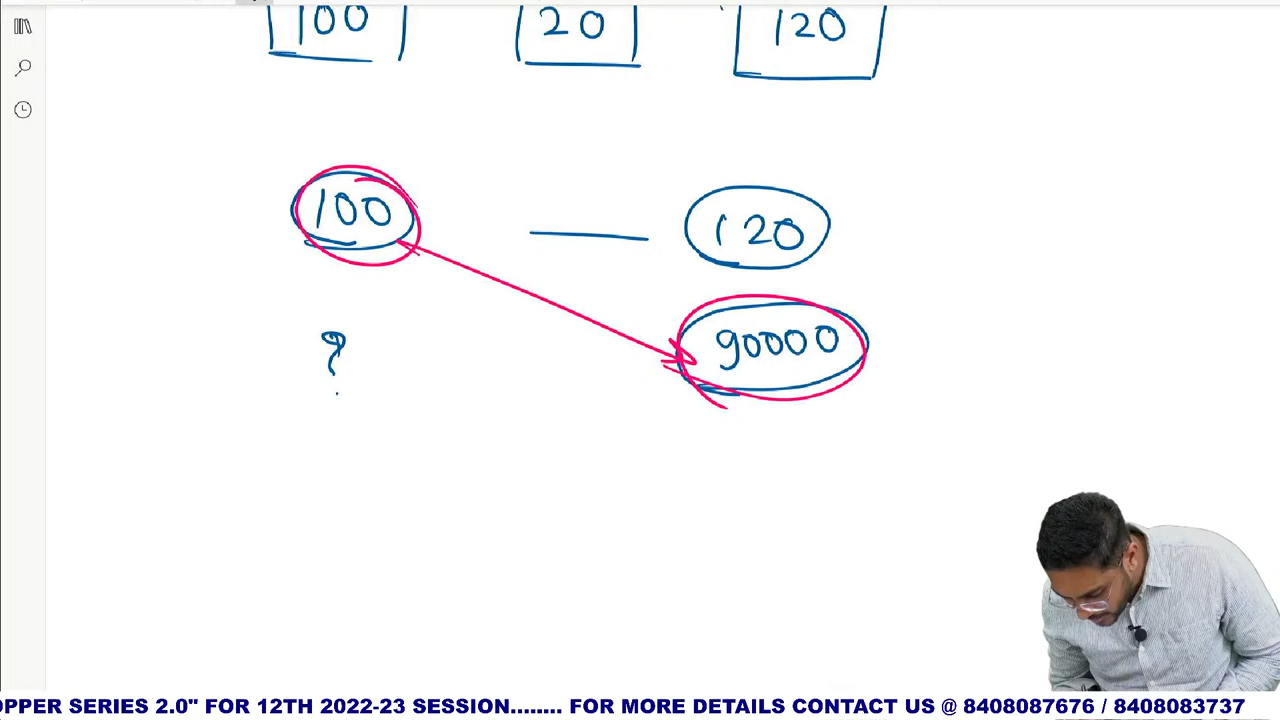 100 20 120
100 — 120
? 90000
OPPER SERIES 2.0" FOR 12TH 2022-23 SESSION........ FOR MORE DETAILS CONTACT US @ 8408087676 / 8408083737